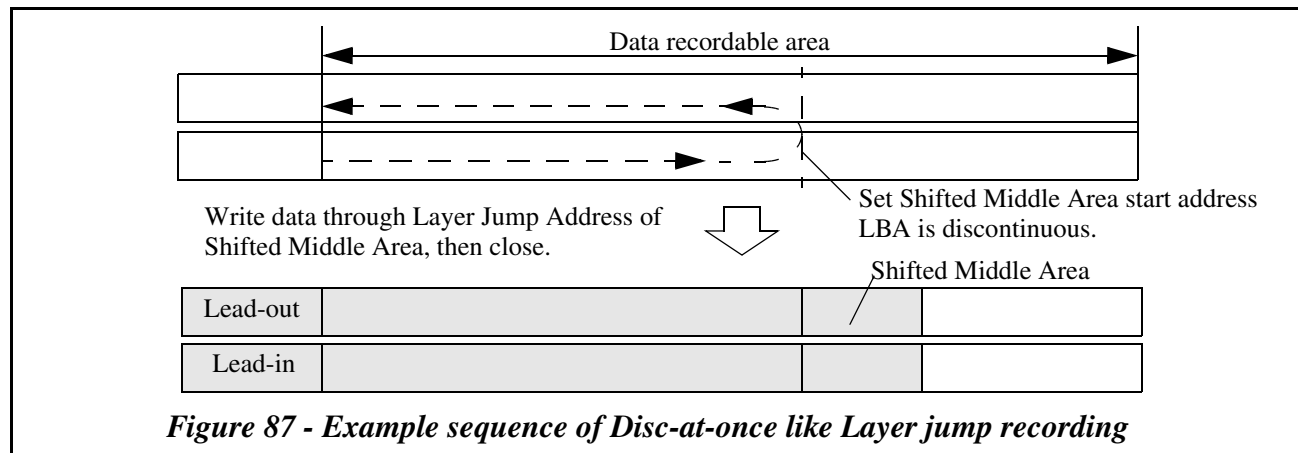 Data recordable area
Set Shifted Middle Area start address
LBA is discontinuous.
Write data through Layer Jump Address of
Shifted Middle Area, then close.
Shifted Middle Area
Lead-out
Lead-in
Figure 87 - Example sequence of Disc-at-once like Layer jump recording